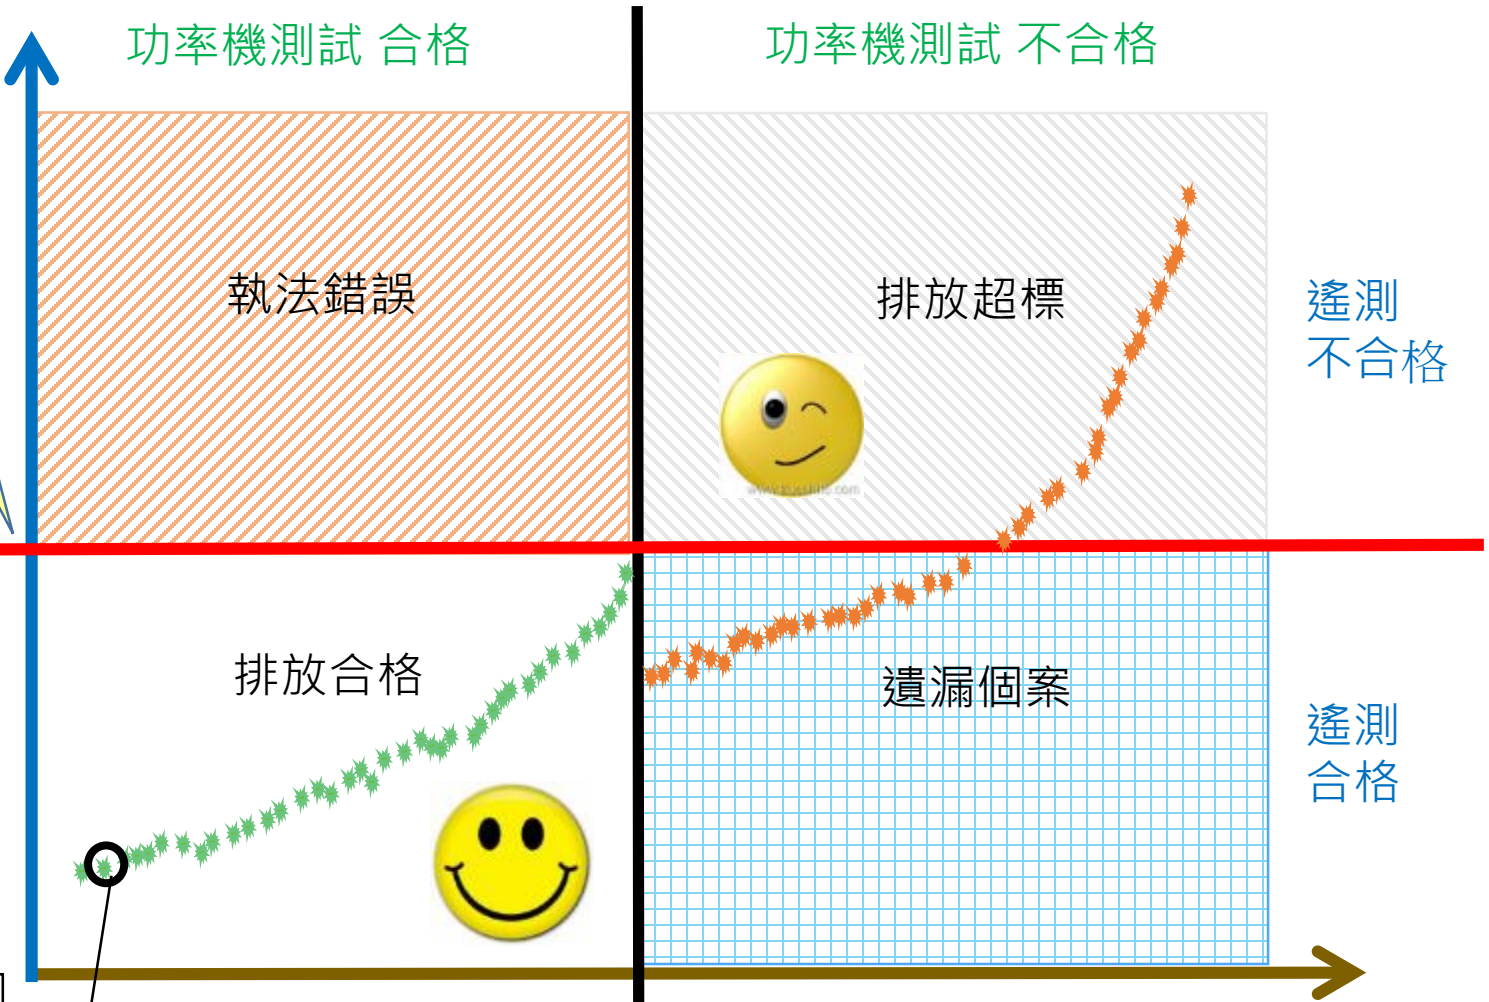 功率機測試 合格
功率機測試 不合格
執法錯誤
排放超標
遙測
不合格
排放合格
遺漏個案
遙測
合格